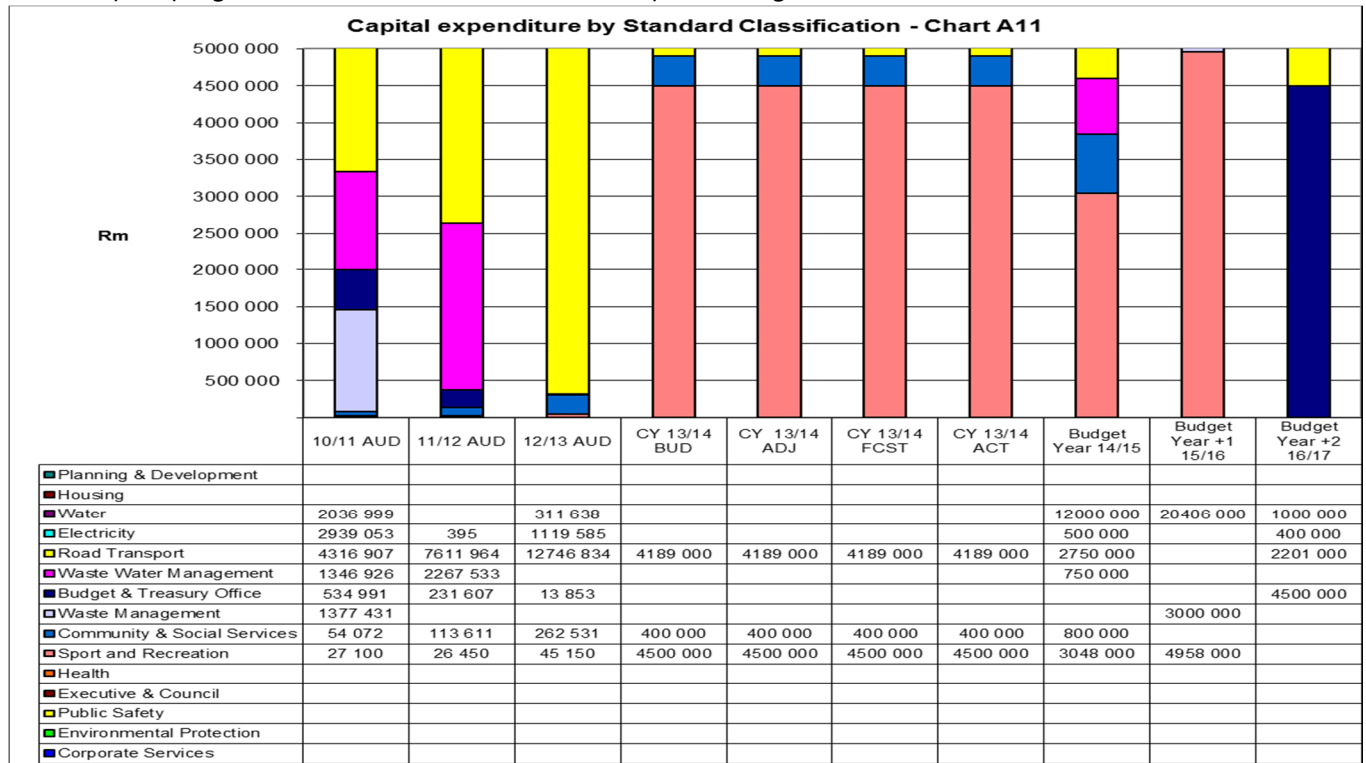 Capital expenditure by Standard Classification - Chart A11
5000 000
4500 000
4000 000
3500 000
3000 000
Rm
2500 000
2000 000
1500 000
1000 000
500 000
10/11 AUD 11/12 AUD 12/13 AUD CY 13/14 BUD CY 13/14 ADJ CY 13/14 FCST CY 13/14 ACT Budget Year 14/15 Budget Year +1 15/16 Budget Year +2 16/17
Planning & Development
Housing
Water 2036 999 311 638 12000 000 20406 000 1000 000
Electricity 2939 053 395 1119 585 500 000 400 000
Road Transport 4316 907 7611 964 12746 834 4189 000 4189 000 4189 000 4189 000 2750 000 2201 000
Waste Water Management 1346 926 2267 533 750 000
Budget & Treasury Office 534 991 231 607 13 853 4500 000
Waste Management 1377 431 3000 000
Community & Social Services 54 072 113 611 262 531 400 000 400 000 400 000 400 000 800 000
Sport and Recreation 27 100 26 450 45 150 4500 000 4500 000 4500 000 4500 000 3048 000 4958 000
Health
Executive & Council
Public Safety
Environmental Protection
Corporate Services